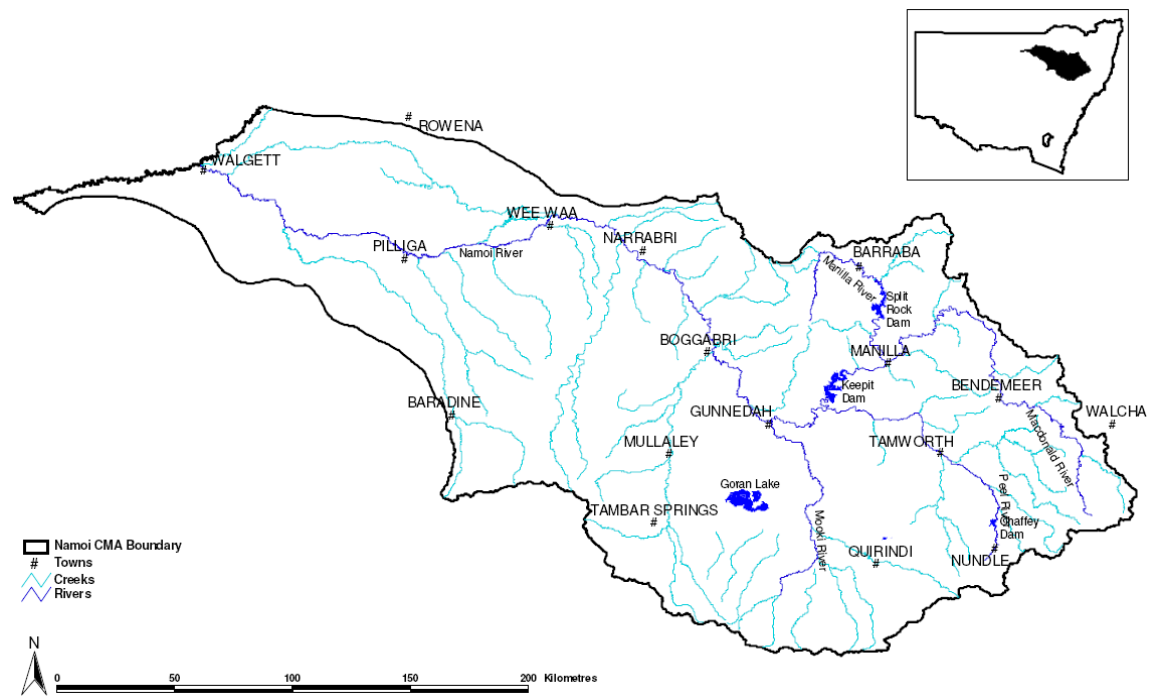 # ROWENA
# WALGETT
WEE WAA #
NARRABRI #
PILLIGA #
Namoi River
BARRABA #
Manilla River
Split
Rock
Dam
BOGGABRI #
MANILLA #
Keepit
Dam
BENDEMEER #
BARADINE #
GUNNEDAH #
WALCHA #
MULLALEY #
TAMWORTH #
Macdonald River
Goran Lake
Peel River
TAMBAR SPRINGS #
Chaffey
Dam
Mooki River
QUIRINDI #
NUNDLE #
Namoi CMA Boundary
# Towns
Creeks
Rivers
N
0 50 100 150 200 Kilometres